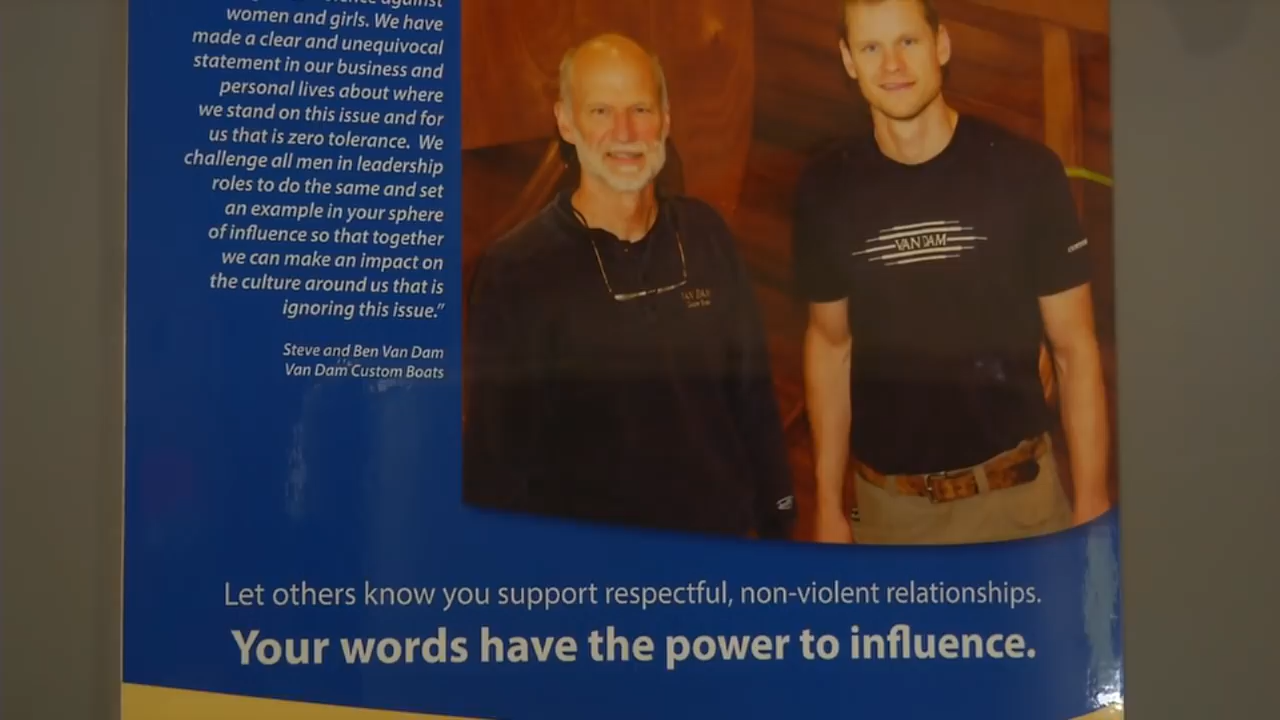 against
women and girls. We have
made a clear and unequivocal
statement in our business and
personal lives about where
we stand on this issue and for
us that is zero tolerance. We
challenge all men in leadership
roles to do the same and set
an example in your sphere
of influence so that together
we can make an impact on
the culture around us that is
ignoring this issue.”
Steve and Ben Van Dam
Van Dam Custom Boats
VAN DAM
VAN DAM
Let others know you support respectful, non-violent relationships.
Your words have the power to influence.